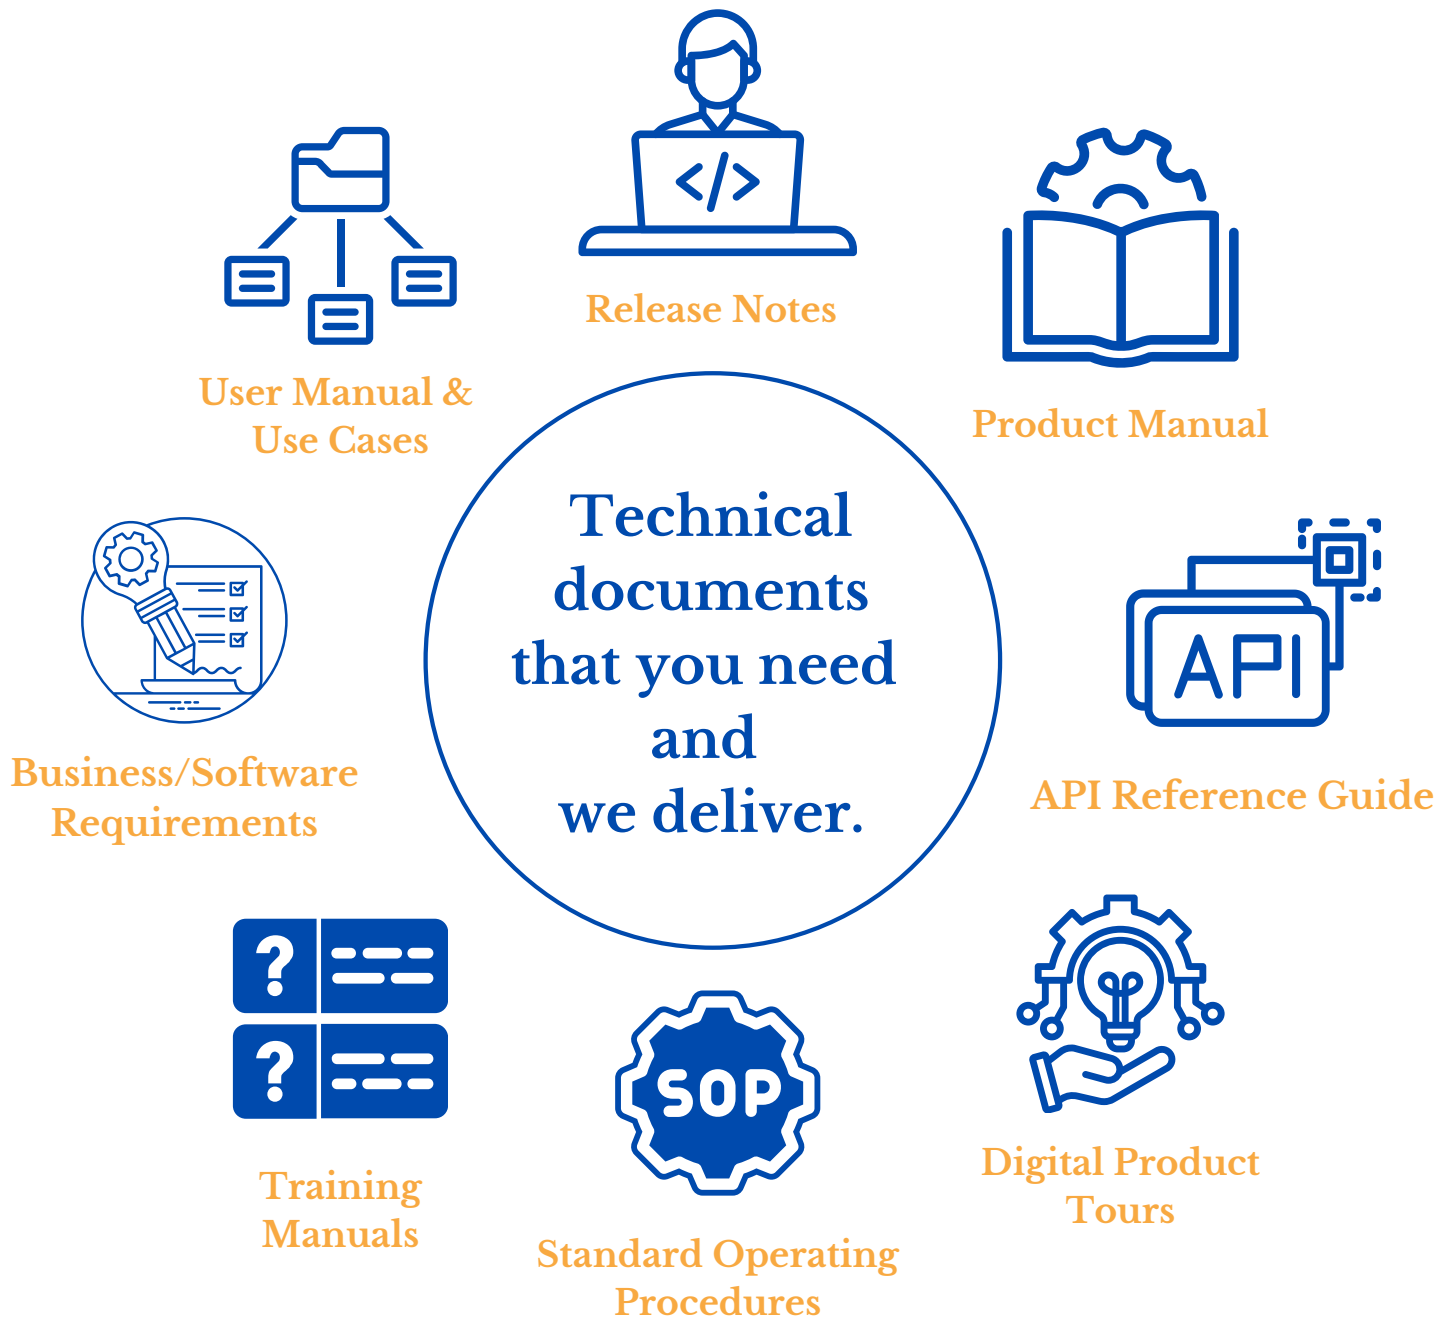 </>
Release Notes
User Manual &
Use Cases
Product Manual
Technical
documents
that you need
and
we deliver.
Business/Software
Requirements
API
API Reference Guide
?
?
Training
Manuals
SOP
Standard Operating
Procedures
Digital Product
Tours